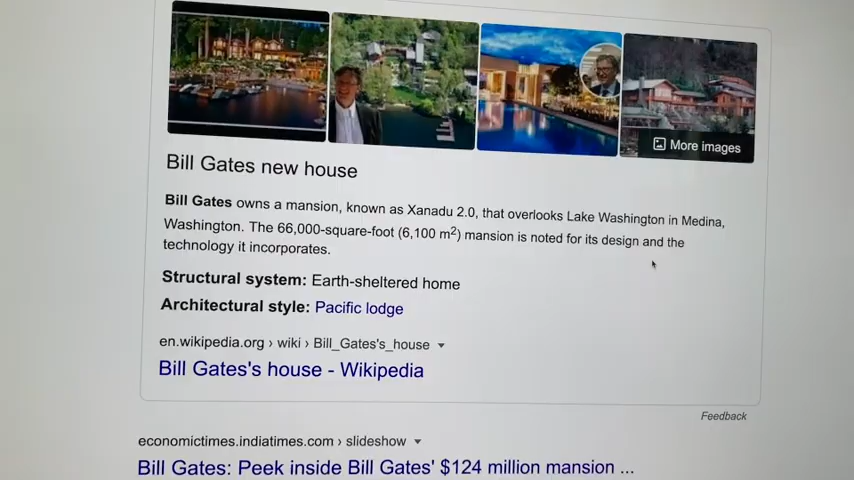 More images
Bill Gates new house
Bill Gates owns a mansion, known as Xanadu 2.0, that overlooks Lake Washington in Medina,
Washington. The 66,000-square-foot (6,100 m²) mansion is noted for its design and the
technology it incorporates.
Structural system: Earth-sheltered home
Architectural style: Pacific lodge
en.wikipedia.org › wiki › Bill_Gates's_house
Bill Gates's house - Wikipedia
Feedback
economictimes.indiatimes.com › slideshow
Bill Gates: Peek inside Bill Gates' $124 million mansion ...